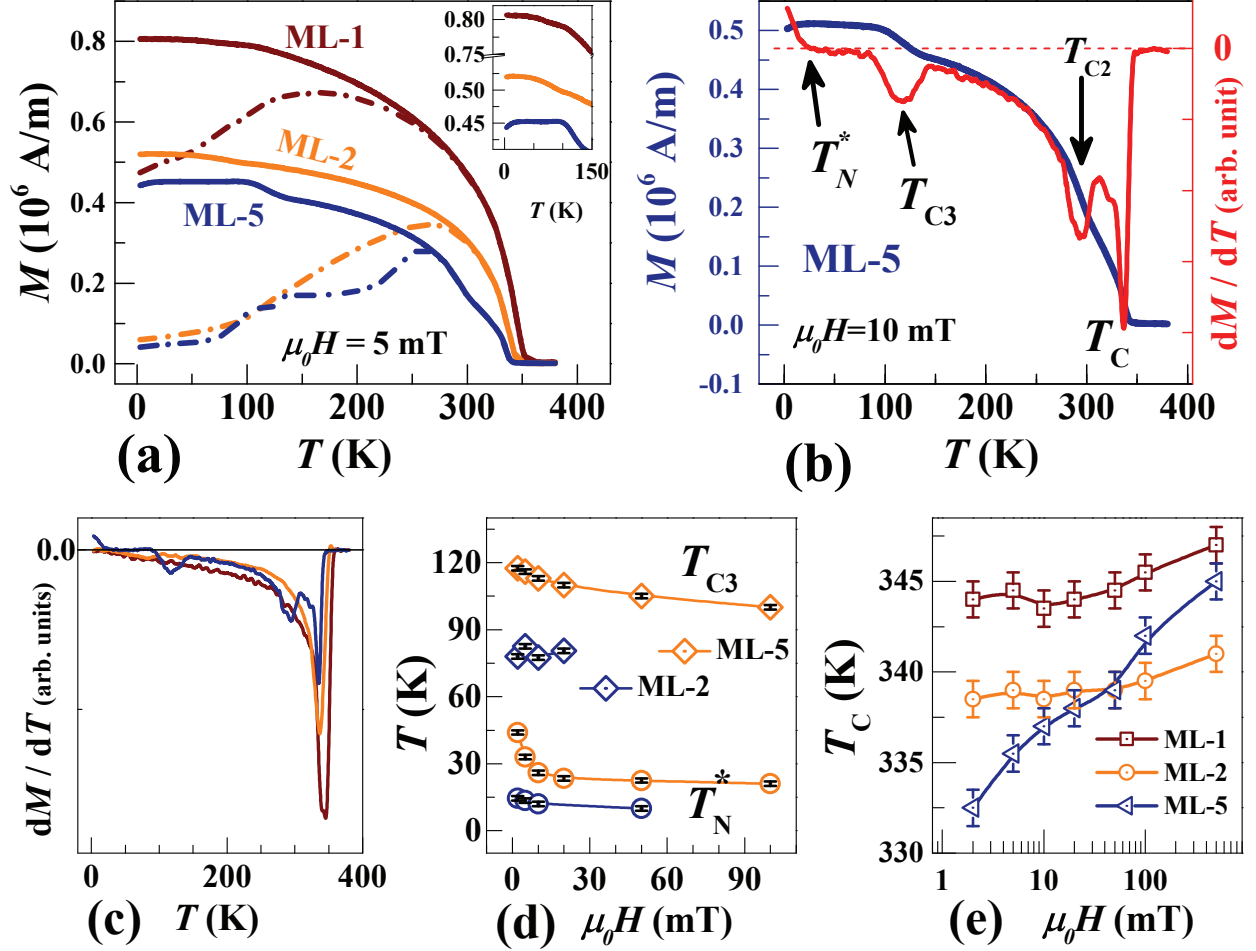 M (10⁶ A/m)
0.8
0.6
0.4
0.2
0.0
ML-1
ML-2
ML-5
μ₀H = 5 mT
0 100 200 300 400
T (K)
(a)
0.80
0.75
0.50
0.45
0 150
T (K)
M (10⁶ A/m)
0.5
0.4
0.3
0.2
0.1
0.0
-0.1
T*N
TC3
TC2
TC
ML-5
μ₀H=10 mT
0
dM / dT (arb. unit)
0 100 200 300 400
T (K)
(b)
0.0
dM / dT (arb. units)
0 200 400
T (K)
(c)
T (K)
120
90
60
30
0K
TC3
ML-5
ML-2
T*N
0 30 60 90
μ₀H (mT)
(d)
TC (K)
345
340
335
330
ML-1
ML-2
ML-5
1 10 100
μ₀H (mT)
(e)